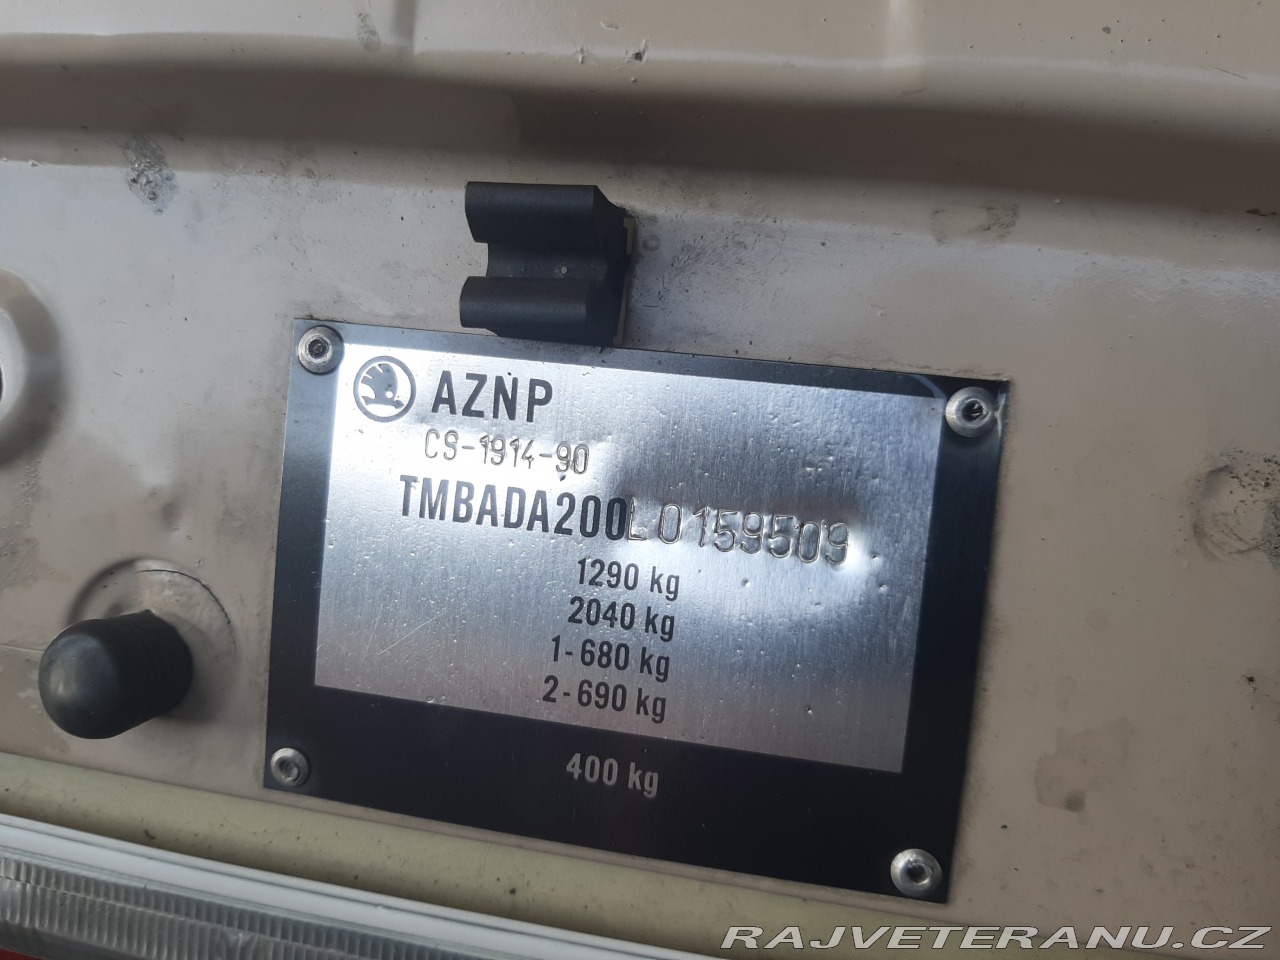 AZNP
CS-1914-90
TMBADA200L0159509
1290 kg
2040 kg
1-680 kg
2-690 kg
400 kg
RAJVETERANU.CZ